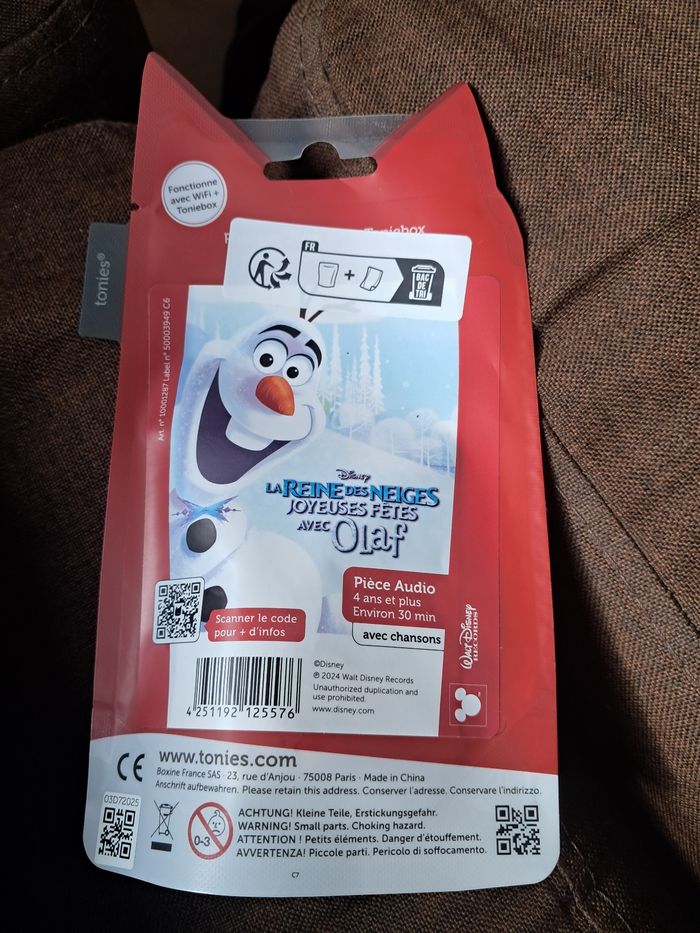 Fonctionne
avec WiFi +
Toniebox
Toniebox
tonies®
FR
+
BAC
DE
TRI
Art. n° 10001287 Label n° 50003949 C6
Disney
LA REINE DES NEIGES
JOYEUSES FÊTES
AVEC Olaf
Pièce Audio
4 ans et plus
Environ 30 min
avec chansons
Scanner le code
pour + d'infos
WALT DISNEY
RECORDS
©Disney
℗ 2024 Walt Disney Records
Unauthorized duplication and
use prohibited.
www.disney.com
4 251192 125576
CE
www.tonies.com
Boxine France SAS · 23, rue d'Anjou · 75008 Paris · Made in China
Anschrift aufbewahren. Please retain this address. Conserver l'adresse. Conservare l'indirizzo.
03D72025
0-3
ACHTUNG! Kleine Teile, Erstickungsgefahr.
WARNING! Small parts. Choking hazard.
ATTENTION ! Petits éléments. Danger d'étouffement.
AVVERTENZA! Piccole parti. Pericolo di soffocamento.
C7